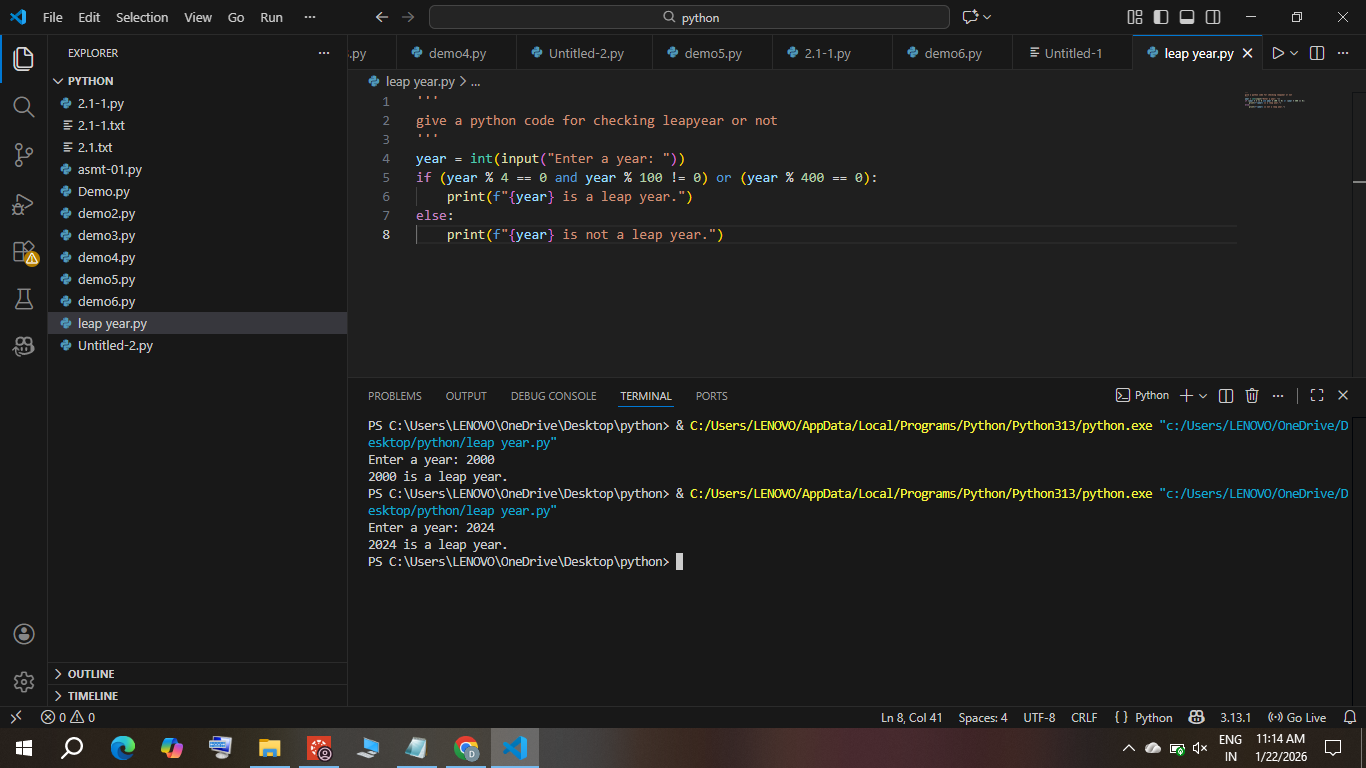 File Edit Selection View Go Run ··· python
EXPLORER ···
PYTHON
2.1-1.py
2.1-1.txt
2.1.txt
asmt-01.py
Demo.py
demo2.py
demo3.py
demo4.py
demo5.py
demo6.py
leap year.py
Untitled-2.py
OUTLINE
TIMELINE
.py demo4.py Untitled-2.py demo5.py 2.1-1.py demo6.py Untitled-1 leap year.py
leap year.py > ...
1 '''
2 give a python code for checking leapyear or not
3 '''
4 year = int(input("Enter a year: "))
5 if (year % 4 == 0 and year % 100 != 0) or (year % 400 == 0):
6 print(f"{year} is a leap year.")
7 else:
8 print(f"{year} is not a leap year.")
PROBLEMS OUTPUT DEBUG CONSOLE TERMINAL PORTS Python
PS C:\Users\LENOVO\OneDrive\Desktop\python> & C:/Users/LENOVO/AppData/Local/Programs/Python/Python313/python.exe "c:/Users/LENOVO/OneDrive/D
esktop/python/leap year.py"
Enter a year: 2000
2000 is a leap year.
PS C:\Users\LENOVO\OneDrive\Desktop\python> & C:/Users/LENOVO/AppData/Local/Programs/Python/Python313/python.exe "c:/Users/LENOVO/OneDrive/D
esktop/python/leap year.py"
Enter a year: 2024
2024 is a leap year.
PS C:\Users\LENOVO\OneDrive\Desktop\python>
0 0 Ln 8, Col 41 Spaces: 4 UTF-8 CRLF { } Python 3.13.1 Go Live
ENG 11:14 AM
IN 1/22/2026